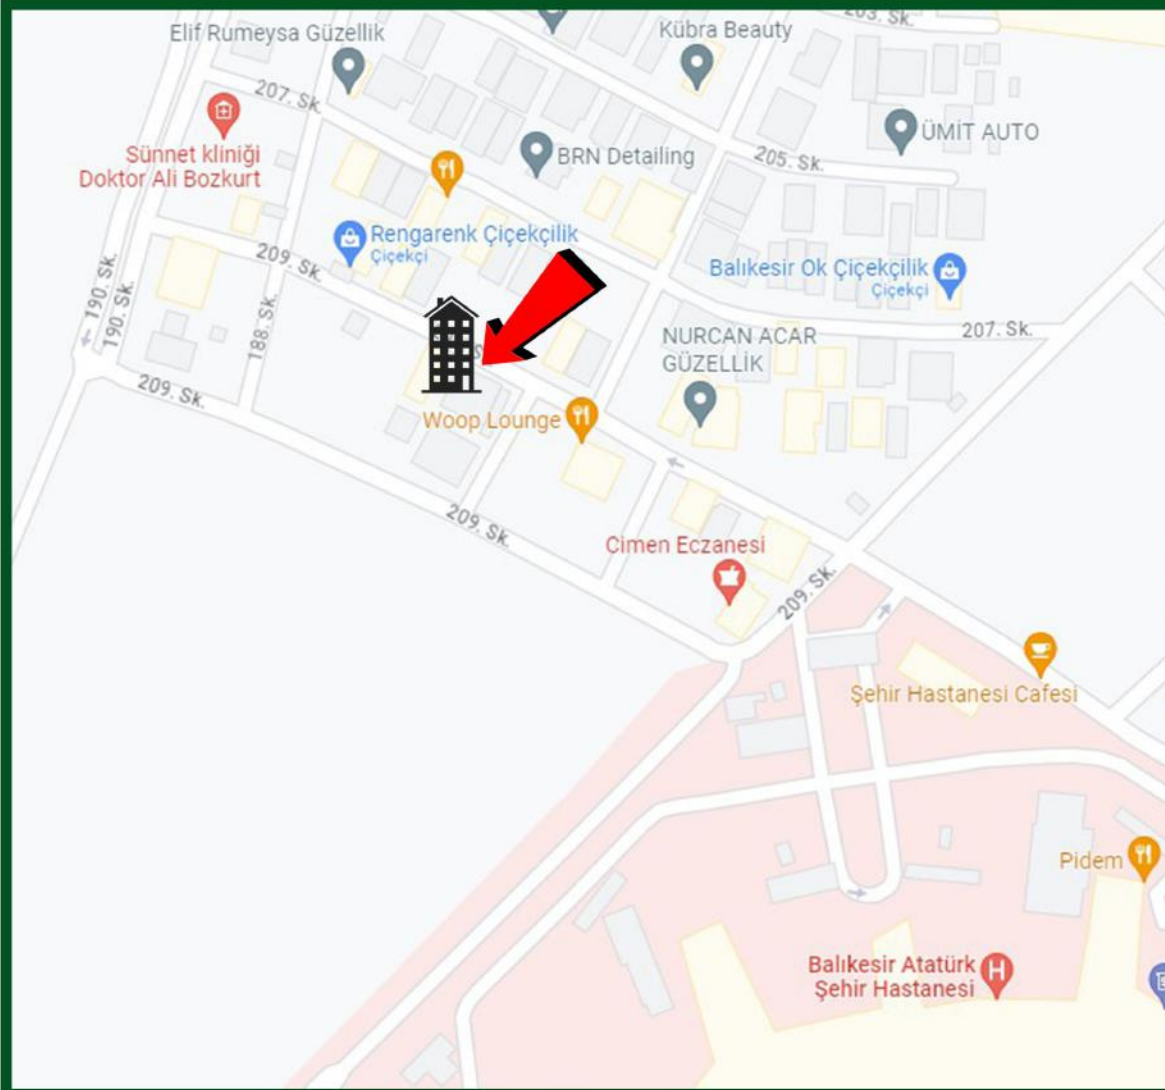 203. Sk.
Elif Rumeysa Güzellik
Kübra Beauty
207. Sk.
ÜMİT AUTO
Sünnet kliniği
Doktor Ali Bozkurt
BRN Detailing
205. Sk.
Rengarenk Çiçekçilik
Çiçekçi
209. Sk.
Balıkesir Ok Çiçekçilik
Çiçekçi
190. Sk.
190. Sk.
188. Sk.
207. Sk.
NURCAN ACAR
GÜZELLİK
209. Sk.
Woop Lounge
209. Sk.
Cimen Eczanesi
209. Sk.
Şehir Hastanesi Cafesi
Pidem
Balıkesir Atatürk
Şehir Hastanesi
H